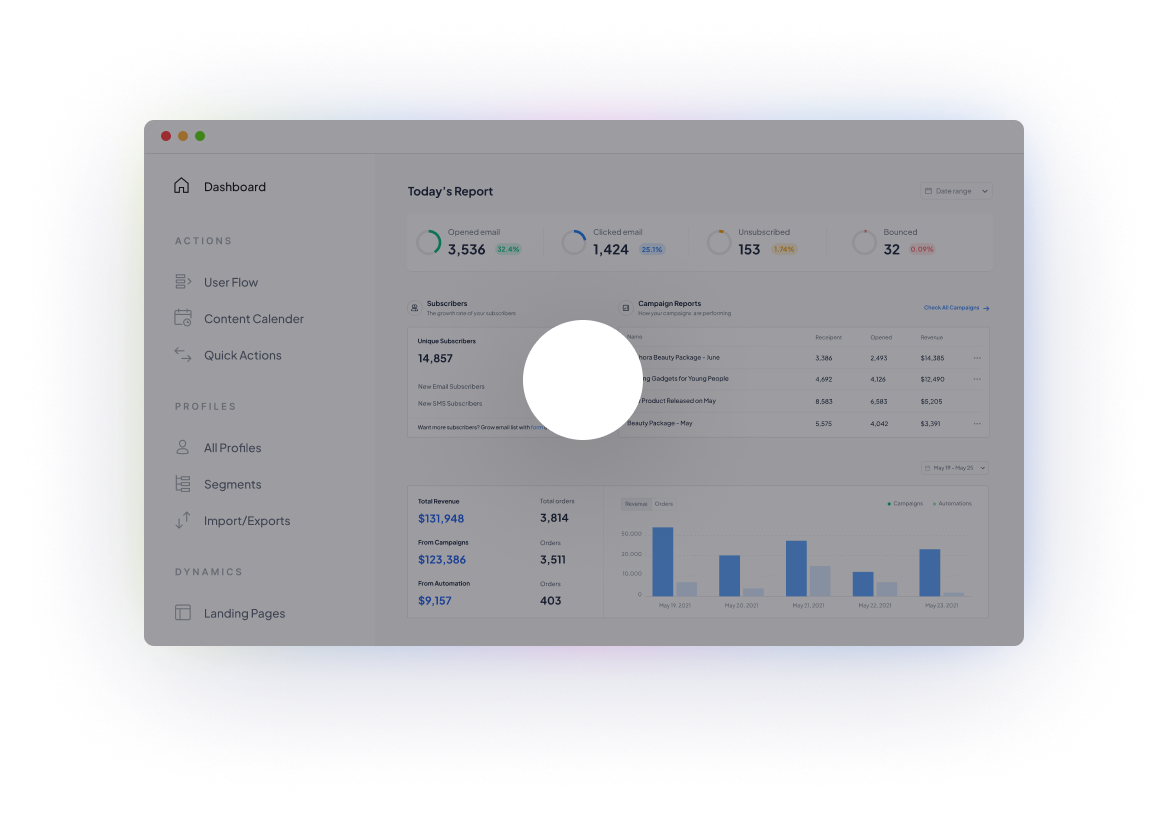 Dashboard
ACTIONS
User Flow
Content Calender
Quick Actions
PROFILES
All Profiles
Segments
Import/Exports
DYNAMICS
Landing Pages
Today's Report
Date range
Opened email
3,536 32.4%
Clicked email
1,424 25.1%
Unsubscribed
153 1.14%
Bounced
32 0.09%
Subscribers
The growth rate of your subscribers
Unique Subscribers
14,857
New Email Subscribers
New SMS Subscribers
Want more subscribers? Grow email list with form
Campaign Reports
How your campaigns are performing
Check All Campaigns
Name Receipent Opened Revenue
Beauty Package - June 3,386 2,493 $14,385
Gadgets for Young People 4,692 4,126 $12,490
Product Released on May 8,583 6,583 $5,205
Beauty Package - May 5,575 4,042 $3,391
May 19 - May 25
Total Revenue Total orders
$131,948 3,814
From Campaigns Orders
$123,386 3,511
From Automation Orders
$9,157 403
Revenue Orders
Campaigns Automations
30,000
20,000
10,000
0
May 19, 2021 May 20, 2021 May 21, 2021 May 22, 2021 May 23, 2021